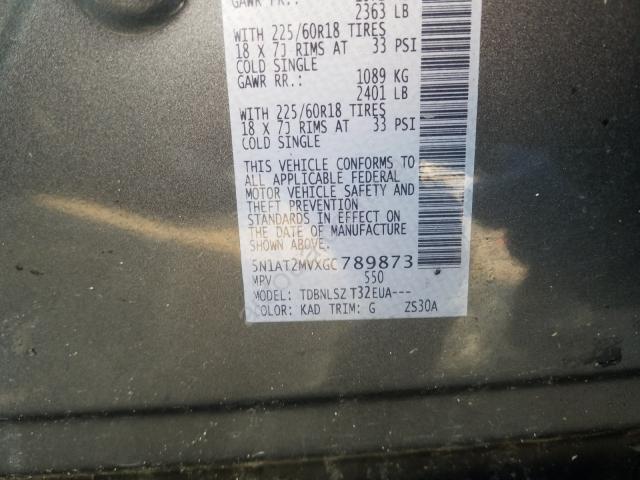 GAWR FR.:
2363 LB
WITH 225/60R18 TIRES
18 X 7J RIMS AT 33 PSI
COLD SINGLE
GAWR RR.: 1089 KG
2401 LB
WITH 225/60R18 TIRES
18 X 7J RIMS AT 33 PSI
COLD SINGLE
THIS VEHICLE CONFORMS TO
ALL APPLICABLE FEDERAL
MOTOR VEHICLE SAFETY AND
THEFT PREVENTION
STANDARDS IN EFFECT ON
THE DATE OF MANUFACTURE
SHOWN ABOVE.
5N1AT2MVXGC789873
MPV 550
MODEL: TDBNLSZ T32EUA---
COLOR: KAD TRIM: G ZS30A